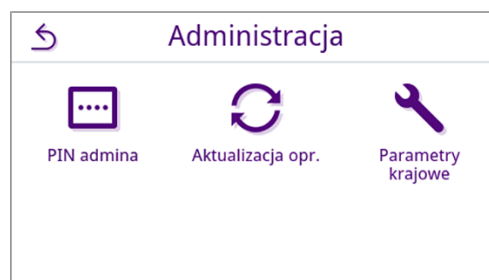 Administracja
PIN admina
Aktualizacja opr.
Parametry
krajowe